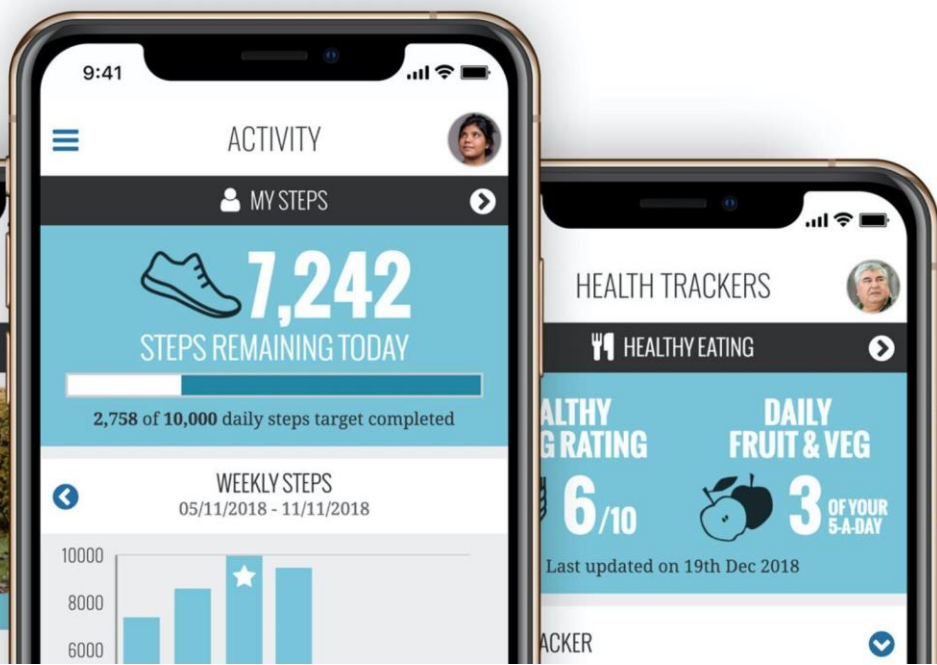 9:41
ACTIVITY
MY STEPS
7,242
STEPS REMAINING TODAY
2,758 of 10,000 daily steps target completed
WEEKLY STEPS
05/11/2018 - 11/11/2018
10000
8000
6000
HEALTH TRACKERS
HEALTHY EATING
ALTHY
G RATING
6/10
DAILY
FRUIT & VEG
3 OF YOUR
5-A-DAY
Last updated on 19th Dec 2018
ACKER